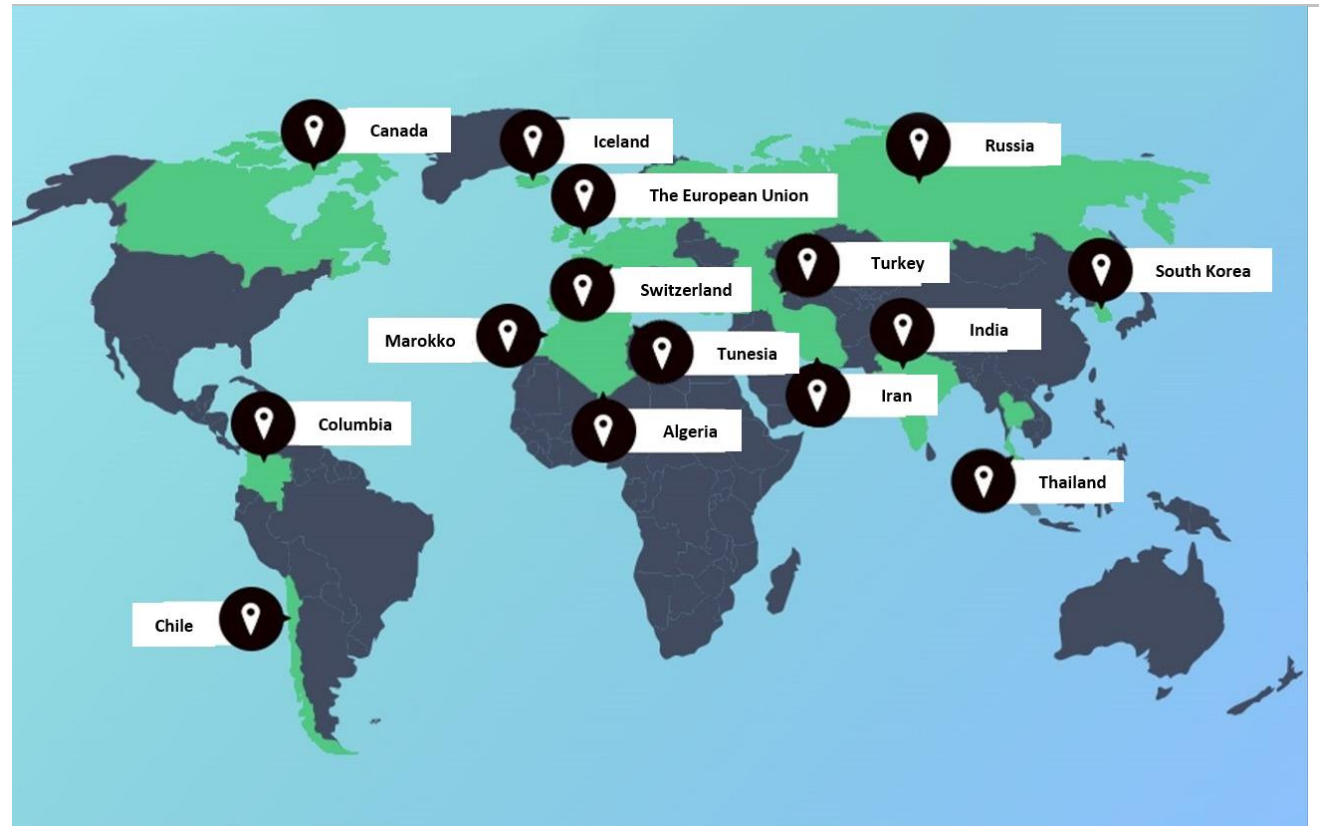 Canada
Iceland
Russia
The European Union
Turkey
South Korea
Switzerland
India
Marokko
Tunesia
Iran
Columbia
Algeria
Thailand
Chile